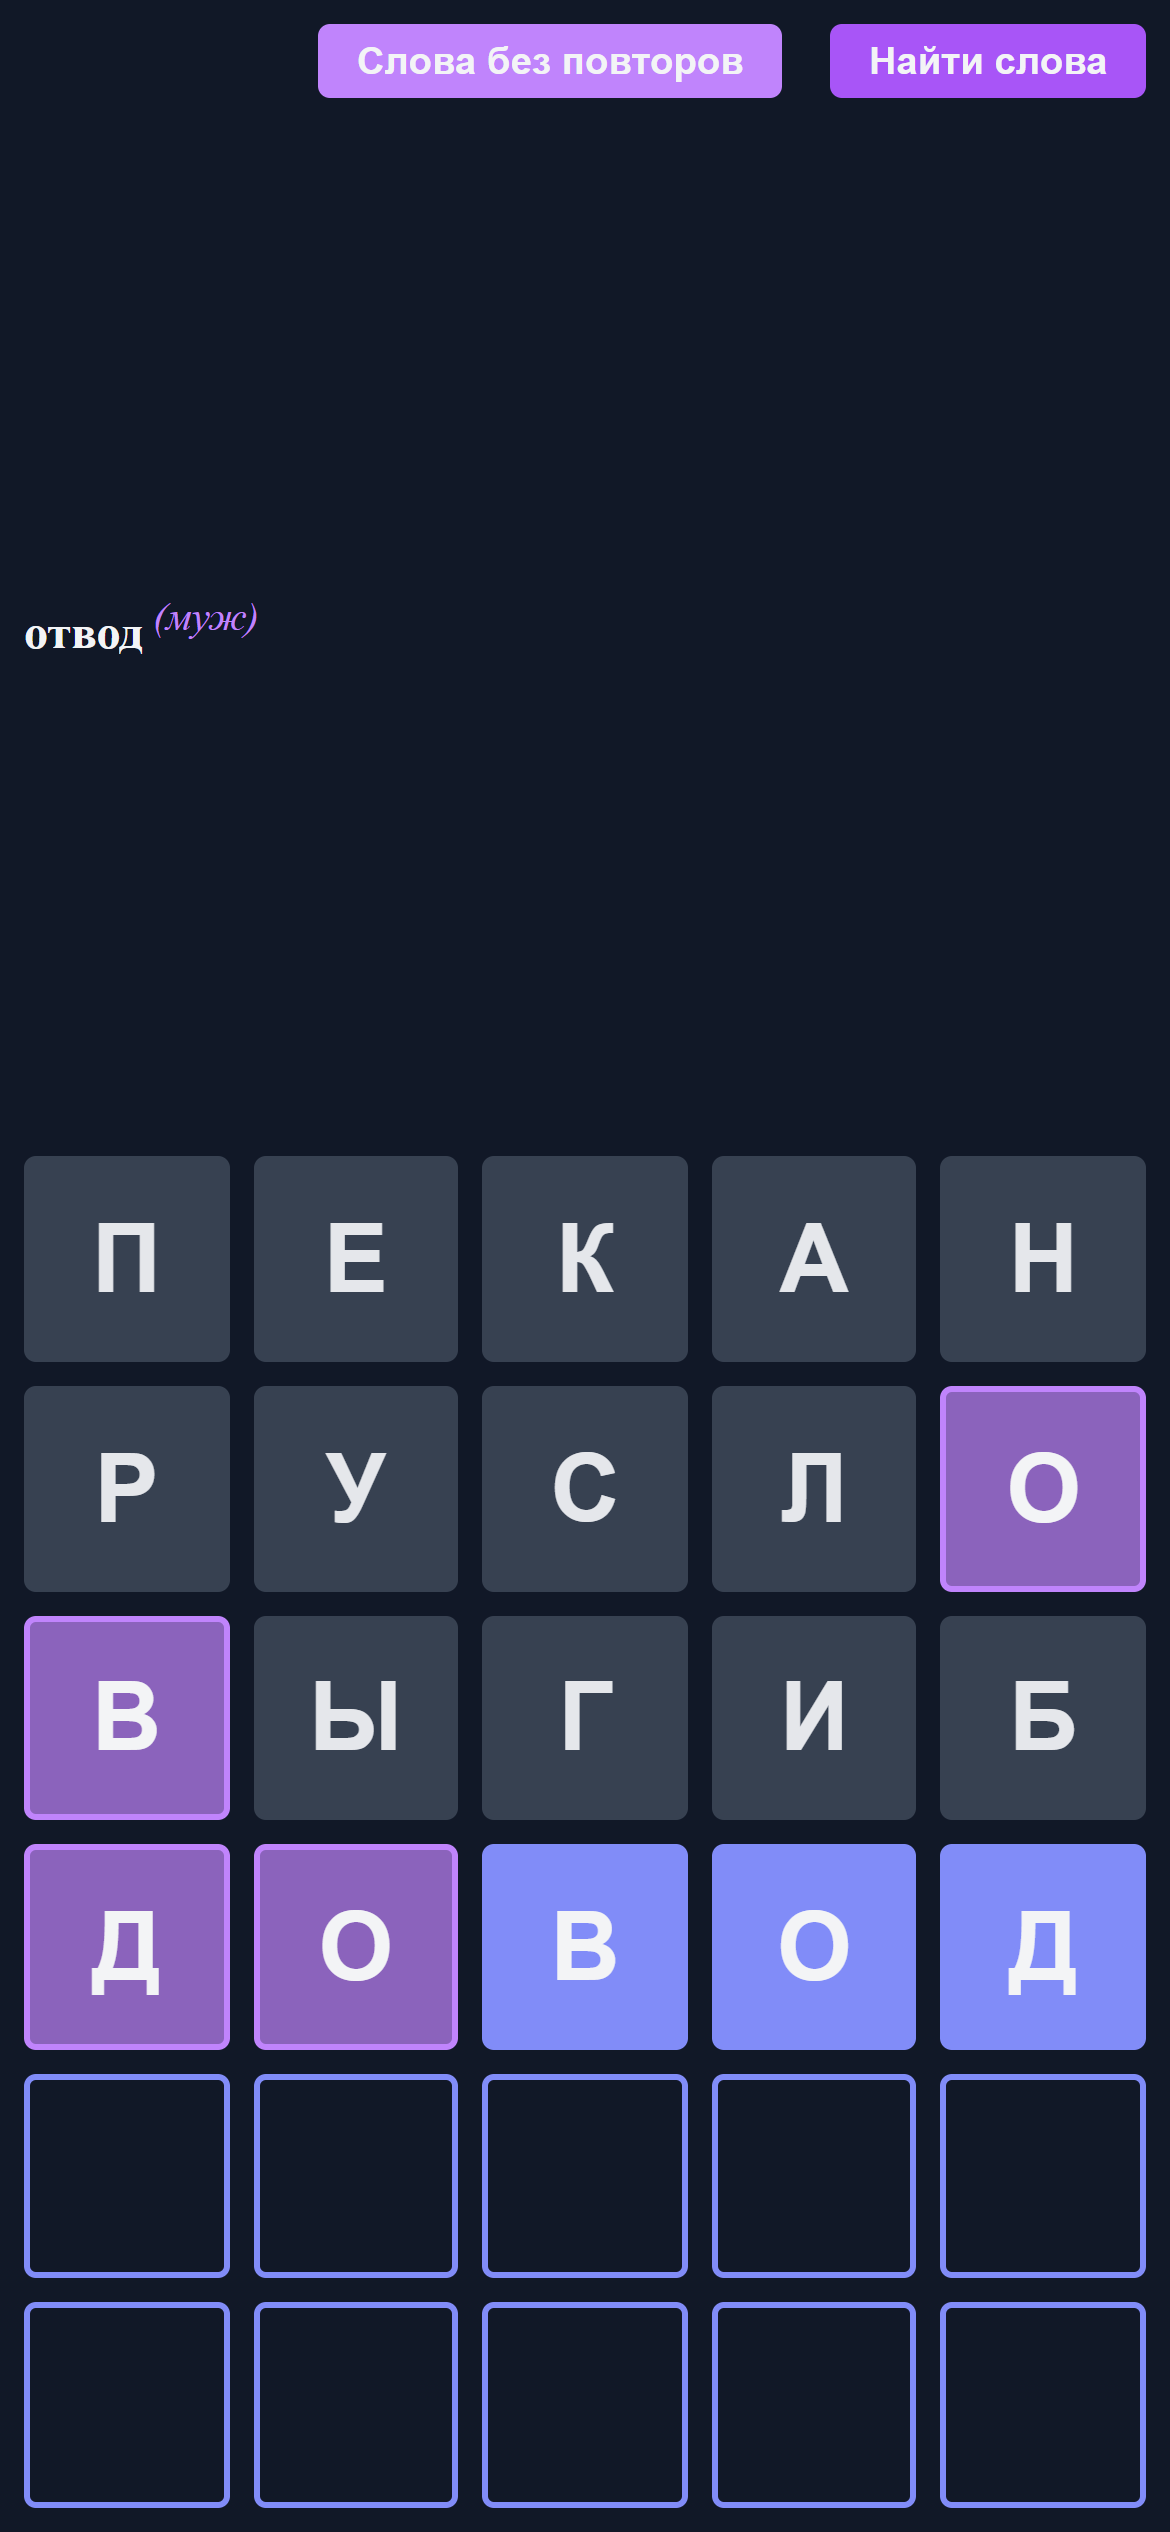 Слова без повторов Найти слова
отвод (муж)
П Е К А Н
Р У С Л О
В Ы Г И Б
Д О В О Д